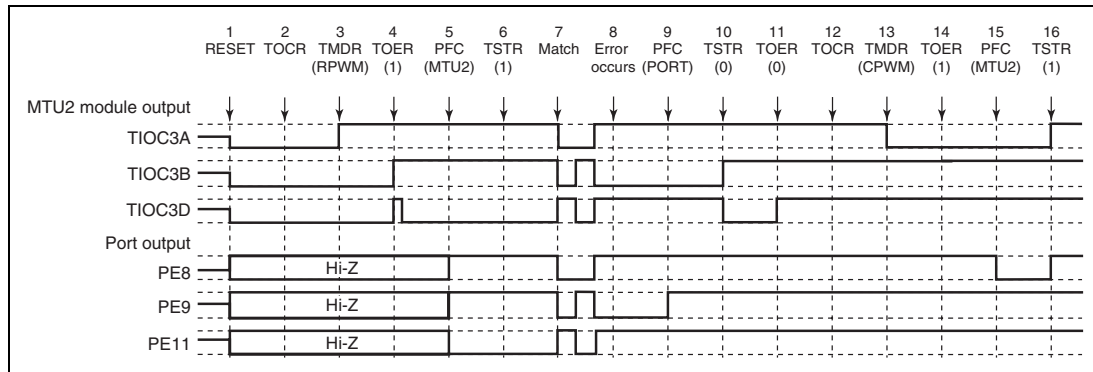 1 2 3 4 5 6 7 8 9 10 11 12 13 14 15 16
RESET TOCR TMDR TOER PFC TSTR Match Error PFC TSTR TOER TOCR TMDR TOER PFC TSTR
(RPWM) (1) (MTU2) (1) occurs (PORT) (0) (0) (CPWM) (1) (MTU2) (1)
MTU2 module output
TIOC3A
TIOC3B
TIOC3D
Port output
PE8 Hi-Z
PE9 Hi-Z
PE11 Hi-Z